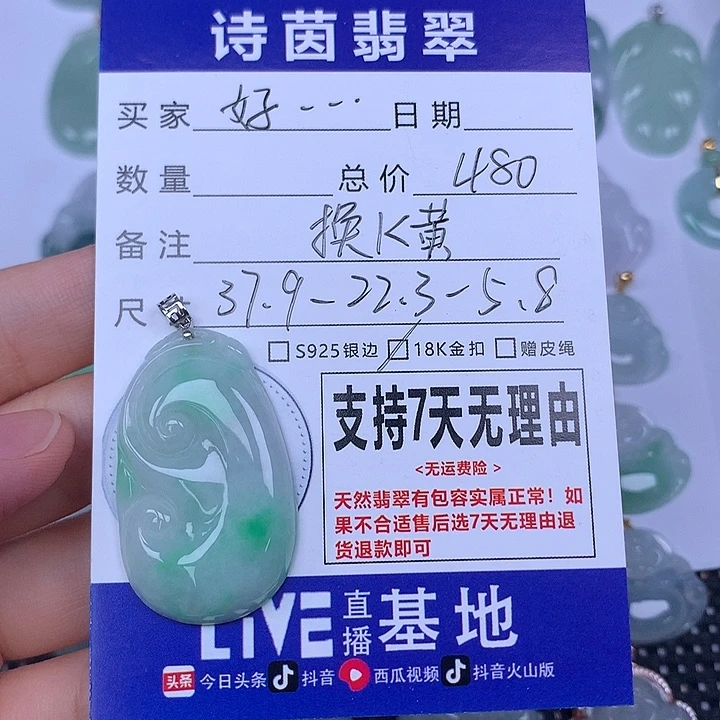 诗茵翡翠
买家 好--- 日期
数量 总价 480
备注 换K黄
尺 37.9-22.3-5.8
S925银边 18K金扣 赠皮绳
支持7天无理由
<无运费险>
天然翡翠有包容实属正常!如
果不合适售后选7天无理由退
货退款即可
LIVE直播基地
头条 今日头条 抖音 西瓜视频 抖音火山版